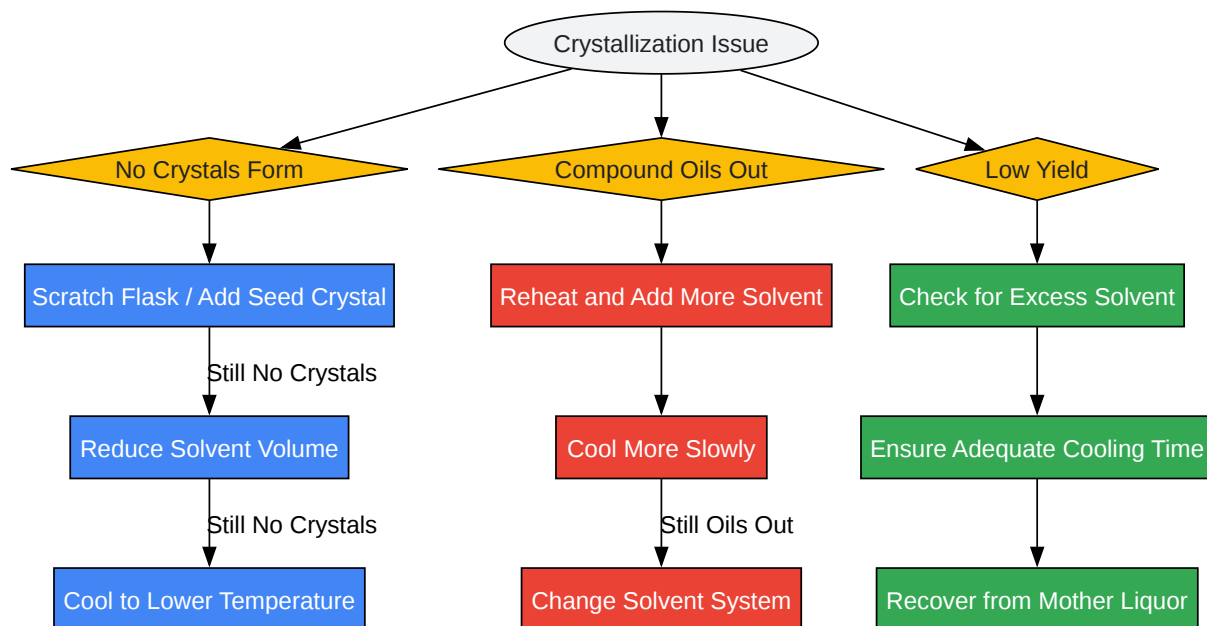 Crystallization Issue
No Crystals Form
Compound Oils Out
Low Yield
Scratch Flask / Add Seed Crystal
Reheat and Add More Solvent
Check for Excess Solvent
Still No Crystals
Reduce Solvent Volume
Cool More Slowly
Ensure Adequate Cooling Time
Still No Crystals
Still Oils Out
Cool to Lower Temperature
Change Solvent System
Recover from Mother Liquor